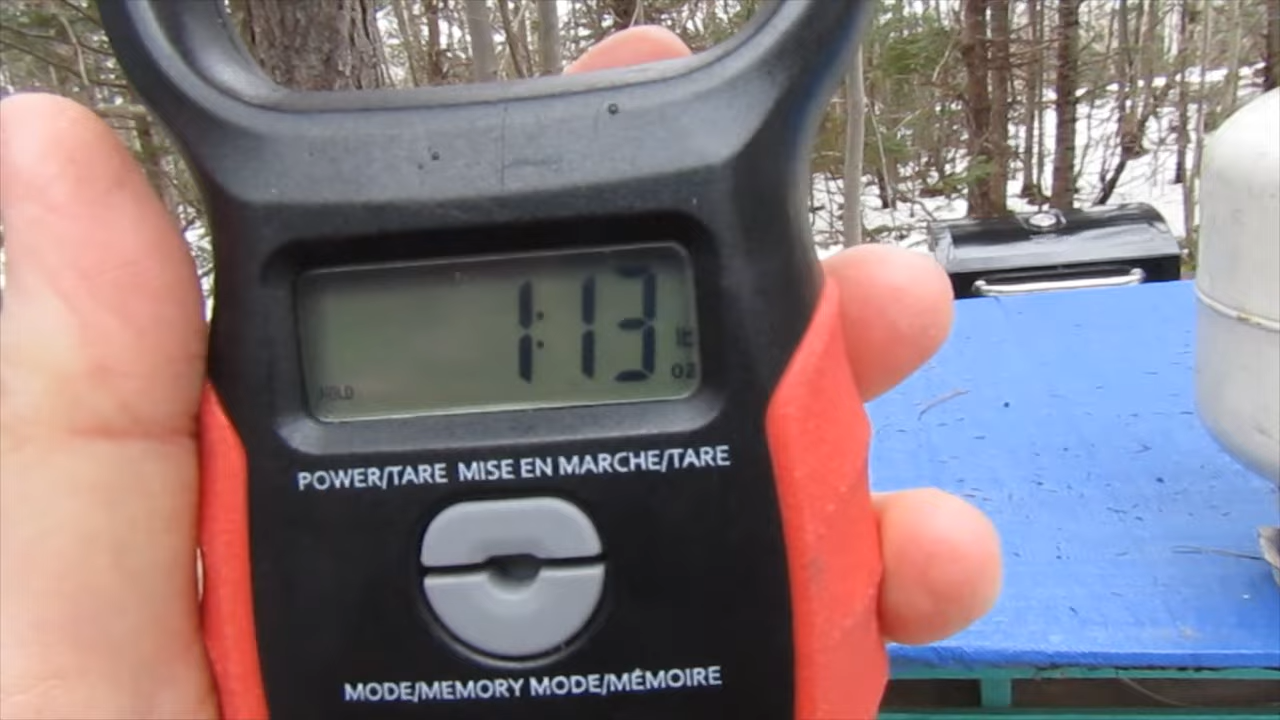 1:13
lb
oz
HOLD
POWER/TARE MISE EN MARCHE/TARE
MODE/MEMORY MODE/MÉMOIRE